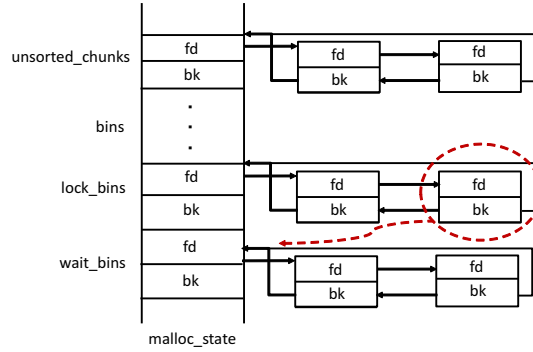 fd
fd
fd
unsorted_chunks
bk
bk
bk
.
.
.
bins
fd
fd
fd
lock_bins
bk
bk
bk
fd
wait_bins
fd
fd
bk
bk
bk
malloc_state